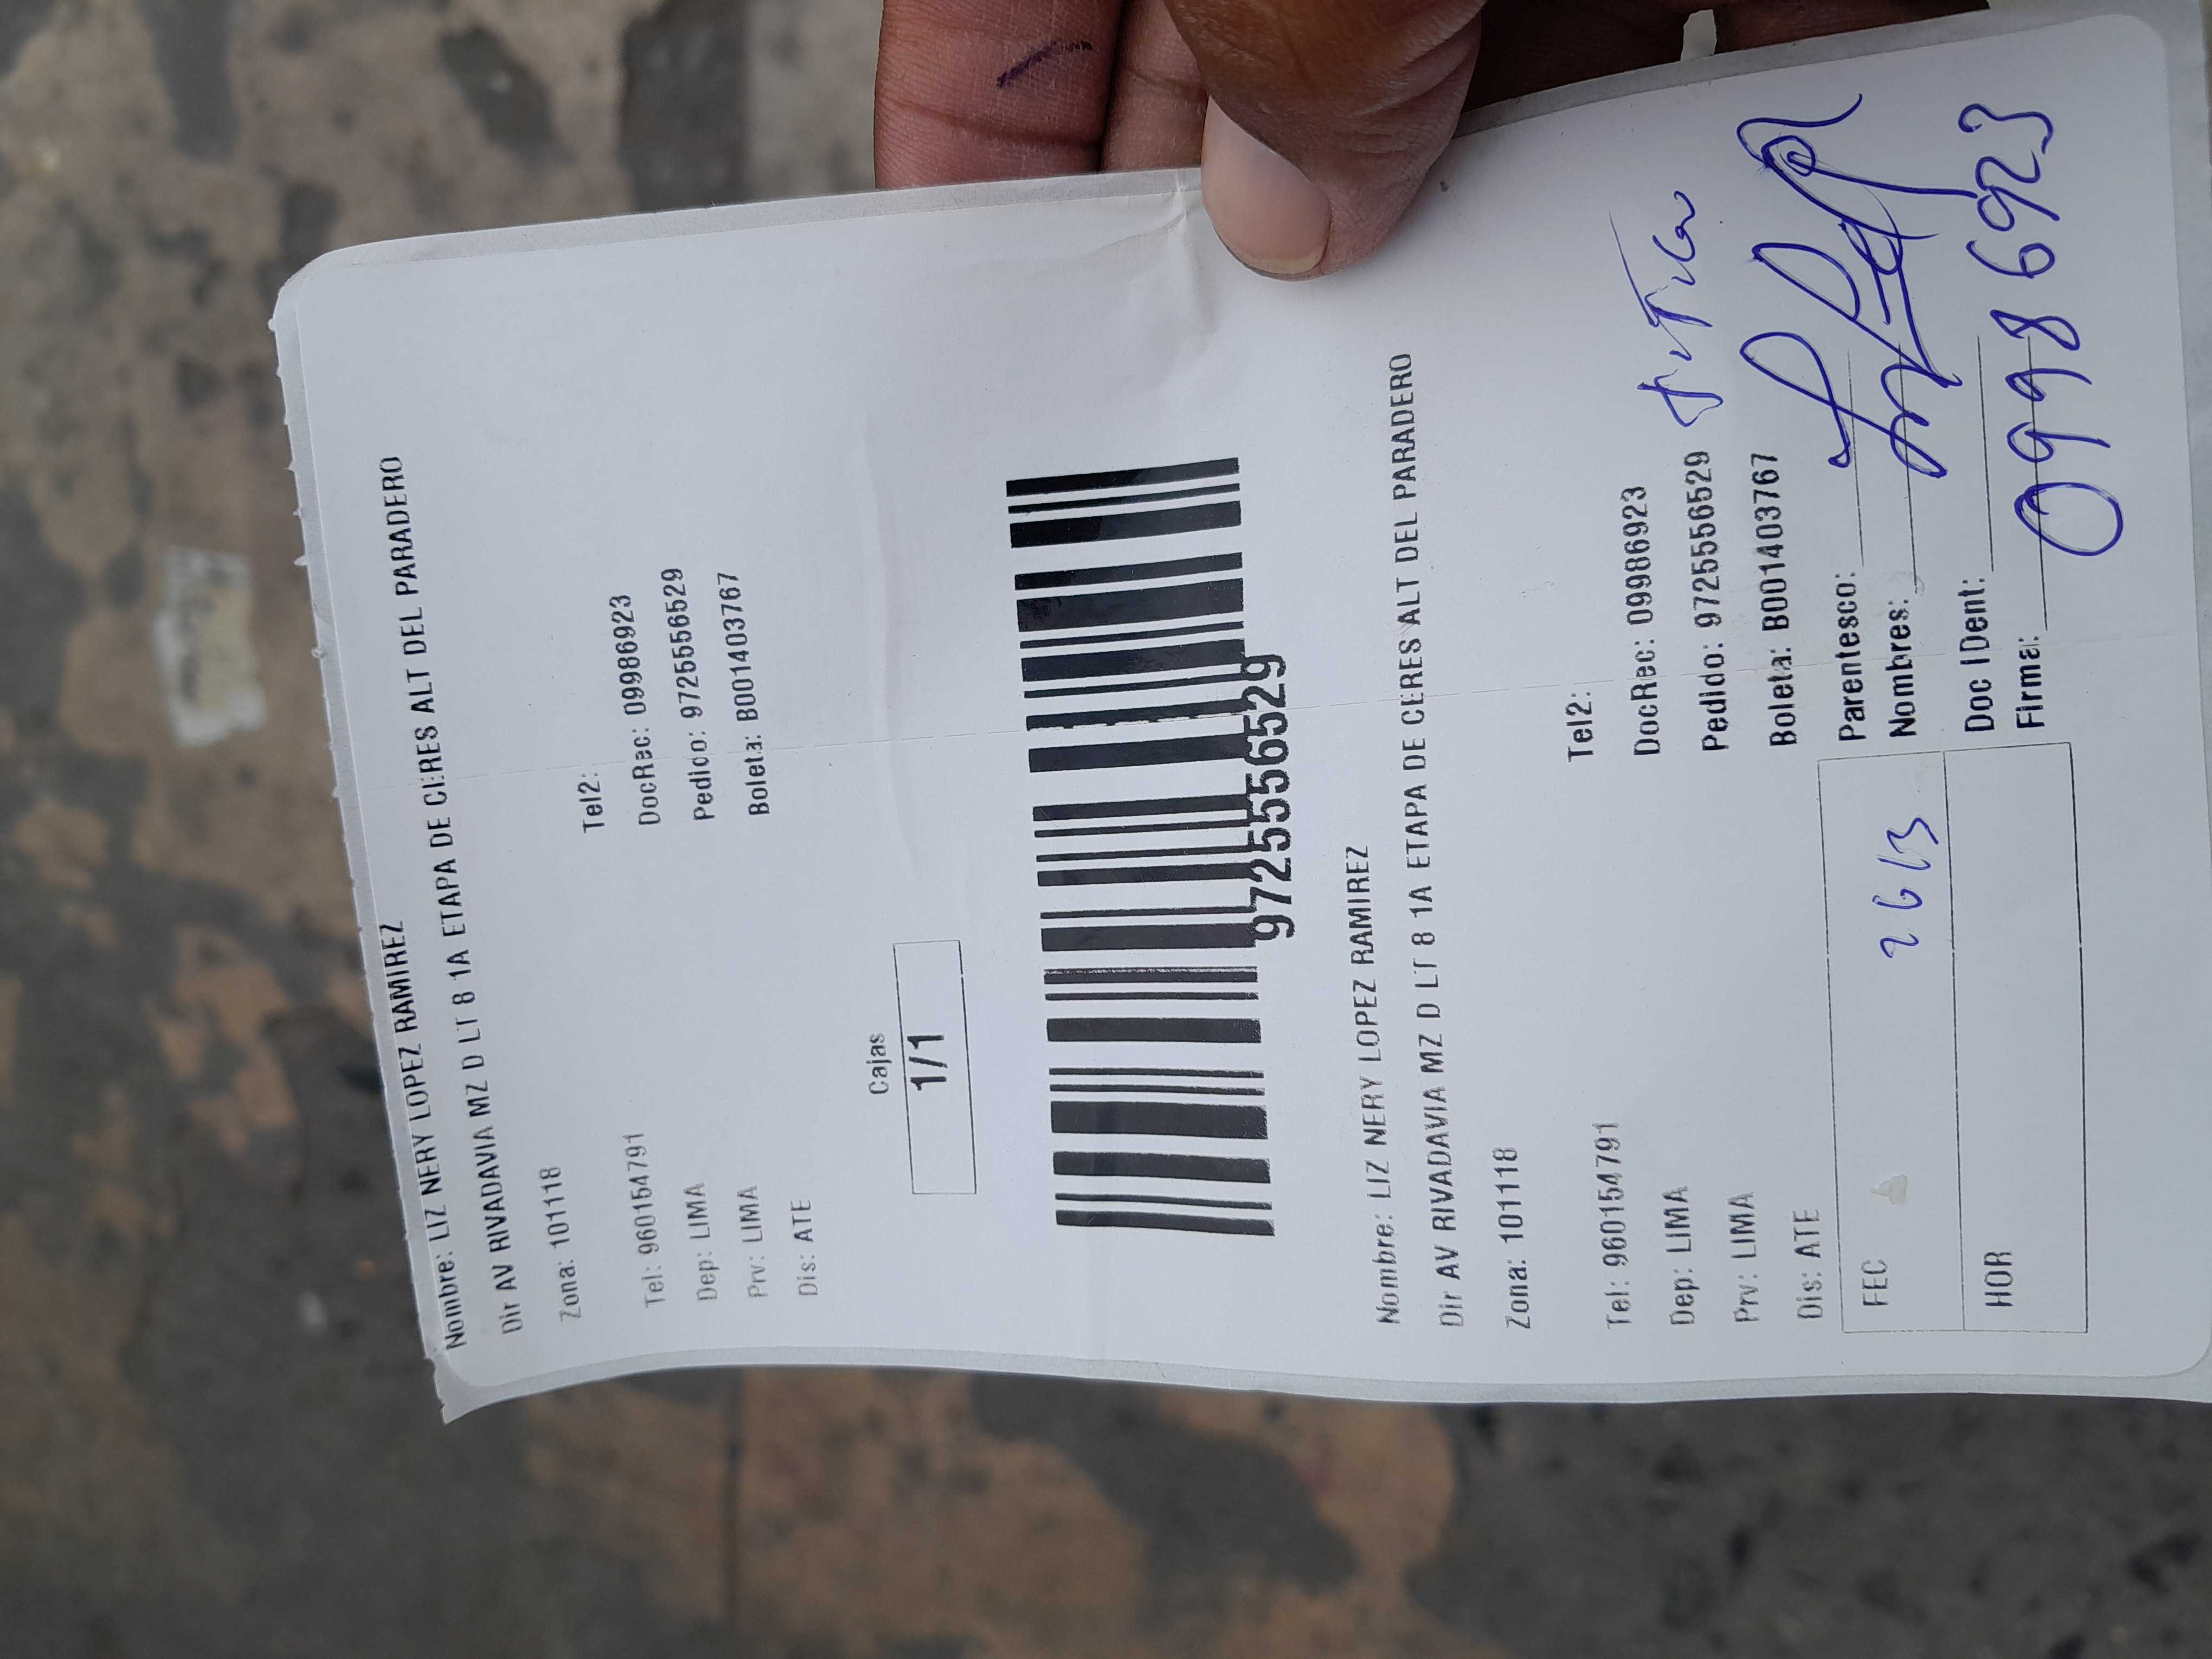 Nombre: LIZ NERY LOPEZ RAMIREZ
Dir AV RIVADAVIA MZ D LT 8 1A ETAPA DE CERES ALT DEL PARADERO
Zona: 101118
Tel: 960154791 Tel2:
Dep: LIMA DocRec: 09986923
Prv: LIMA Pedido: 9725556529
Dis: ATE Boleta: B001403767
Cajas
1/1
9725556529
Nombre: LIZ NERY LOPEZ RAMIREZ
Dir AV RIVADAVIA MZ D LT 8 1A ETAPA DE CERES ALT DEL PARADERO
Zona: 101118
Tel: 960154791 Tel2:
Dep: LIMA DocRec: 09986923
Prv: LIMA Pedido: 9725556529
Dis: ATE Boleta: B001403767
FEC 26/3 Parentesco:
Nombres:
HOR Doc IDent:
Firma: 09986923